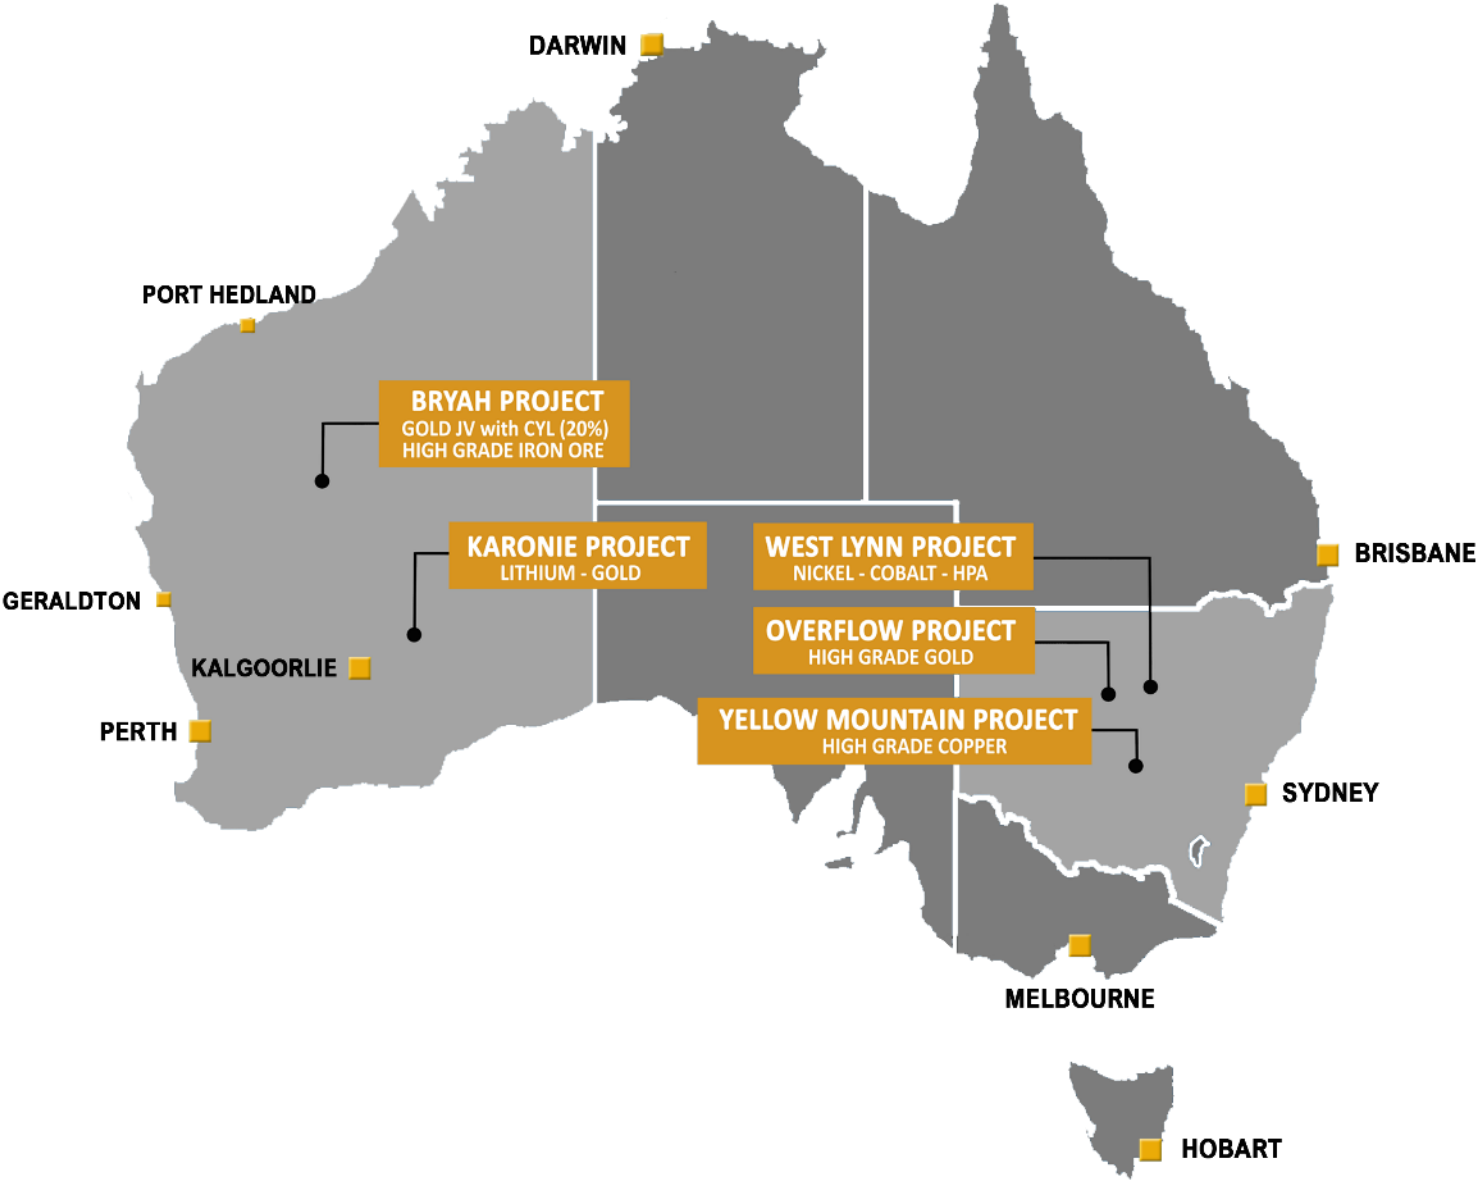 DARWIN
PORT HEDLAND
BRYAH PROJECT
GOLD JV with CYL (20%)
HIGH GRADE IRON ORE
KARONIE PROJECT
LITHIUM - GOLD
WEST LYNN PROJECT
NICKEL - COBALT - HPA
BRISBANE
GERALDTON
OVERFLOW PROJECT
HIGH GRADE GOLD
KALGOORLIE
PERTH
YELLOW MOUNTAIN PROJECT
HIGH GRADE COPPER
SYDNEY
MELBOURNE
HOBART